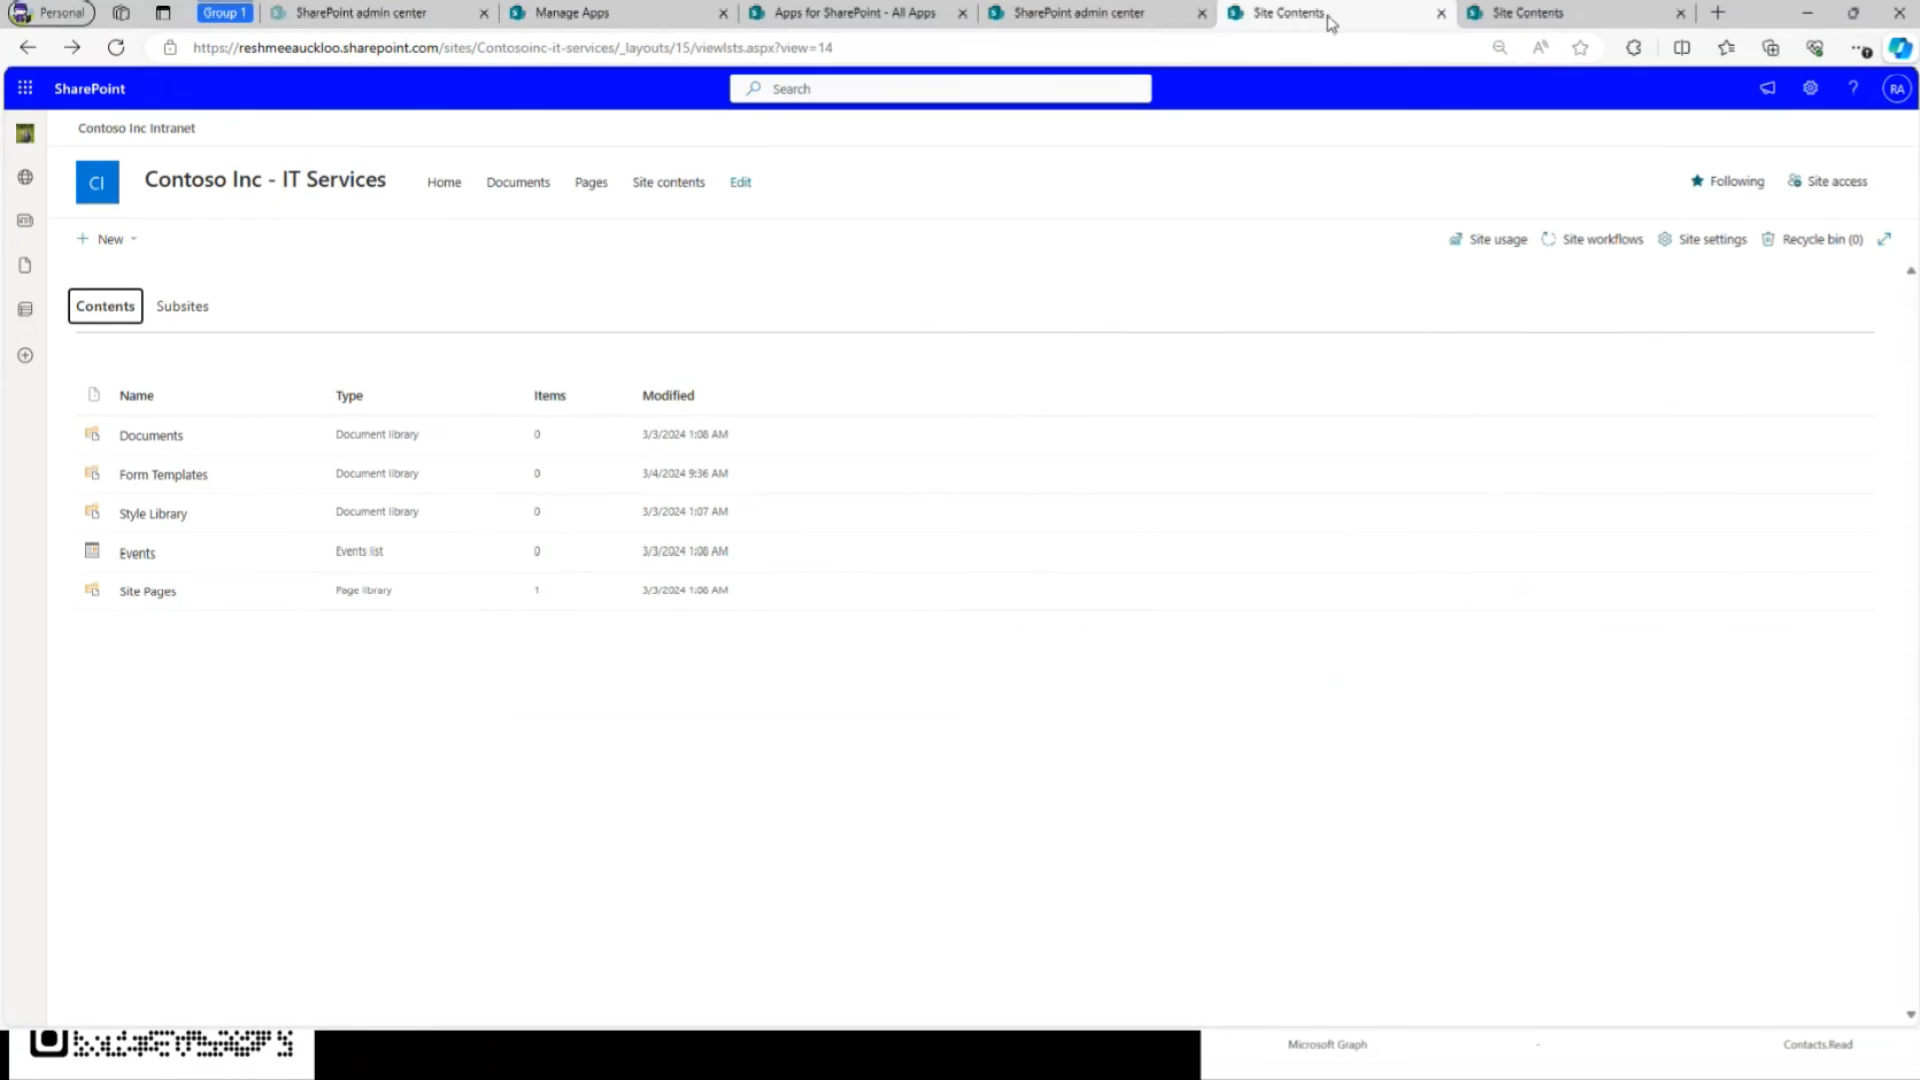 Personal
Group 1
SharePoint admin center
Manage Apps
Apps for SharePoint - All Apps
SharePoint admin center
Site Contents
Site Contents
https://reshmeeauckloo.sharepoint.com/sites/Contosoinc-it-services/_layouts/15/viewlsts.aspx?view=14
SharePoint
Search
RA
Contoso Inc Intranet
CI
Contoso Inc - IT Services
Home
Documents
Pages
Site contents
Edit
Following
Site access
New
Site usage
Site workflows
Site settings
Recycle bin (0)
Contents
Subsites
Name Type Items Modified
Documents Document library 0 3/3/2024 1:08 AM
Form Templates Document library 0 3/4/2024 9:36 AM
Style Library Document library 0 3/3/2024 1:07 AM
Events Events list 0 3/3/2024 1:08 AM
Site Pages Page library 1 3/3/2024 1:08 AM
Microsoft Graph - Contacts.Read